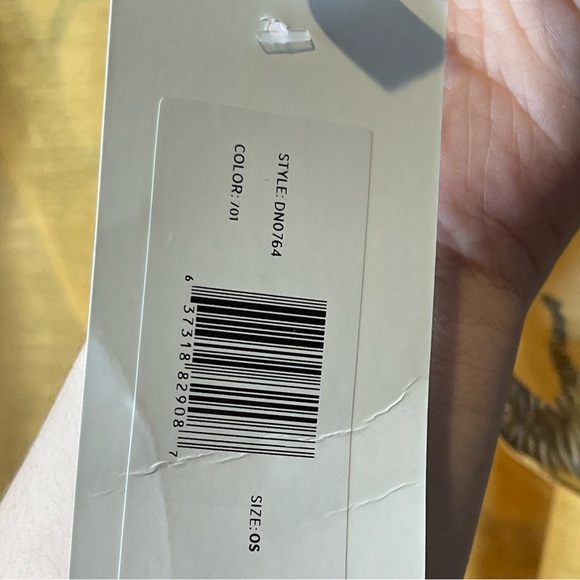 STYLE: DN0764
COLOR: 701
6 37318 82908 7
SIZE: OS